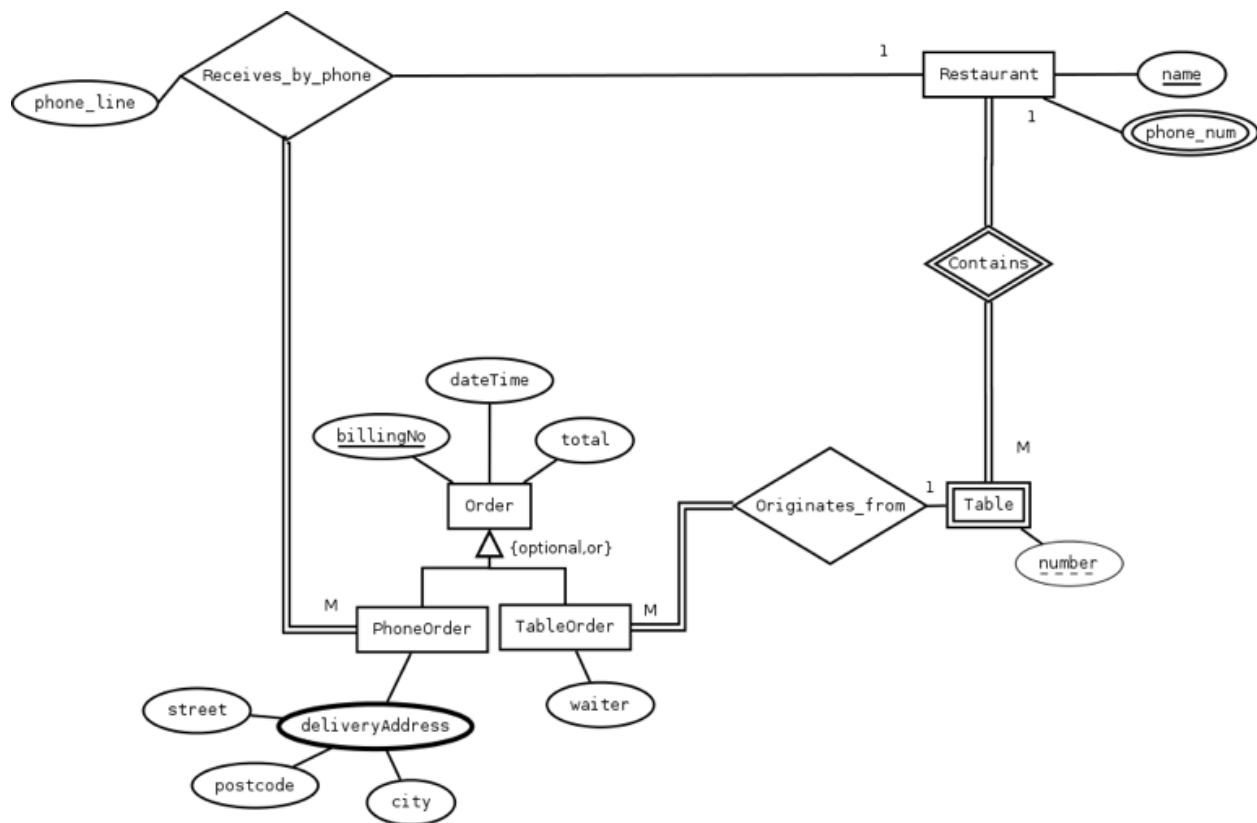 1
Receives_by_phone
Restaurant
name
phone_line
1
phone_num
Contains
dateTime
billingNo
total
M
Order
Originates_from
1
Table
{optional,or}
number
M
M
PhoneOrder
TableOrder
street
deliveryAddress
waiter
postcode
city